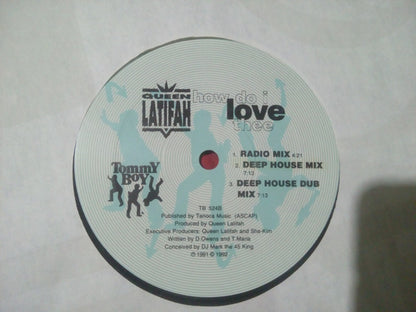 QUEEN
LATIFAH
how do i
love
thee
1. RADIO MIX 4:21
2. DEEP HOUSE MIX
7:13
3. DEEP HOUSE DUB
MIX 7:13
Tommy
Boy
TB 524B
Published by Tanoca Music (ASCAP)
Produced by Queen Latifah
Executive Producers: Queen Latifah and Sha-Kim
Written by D.Owens and T.Maria
Conceived by DJ Mark the 45 King
℗ 1991 © 1992